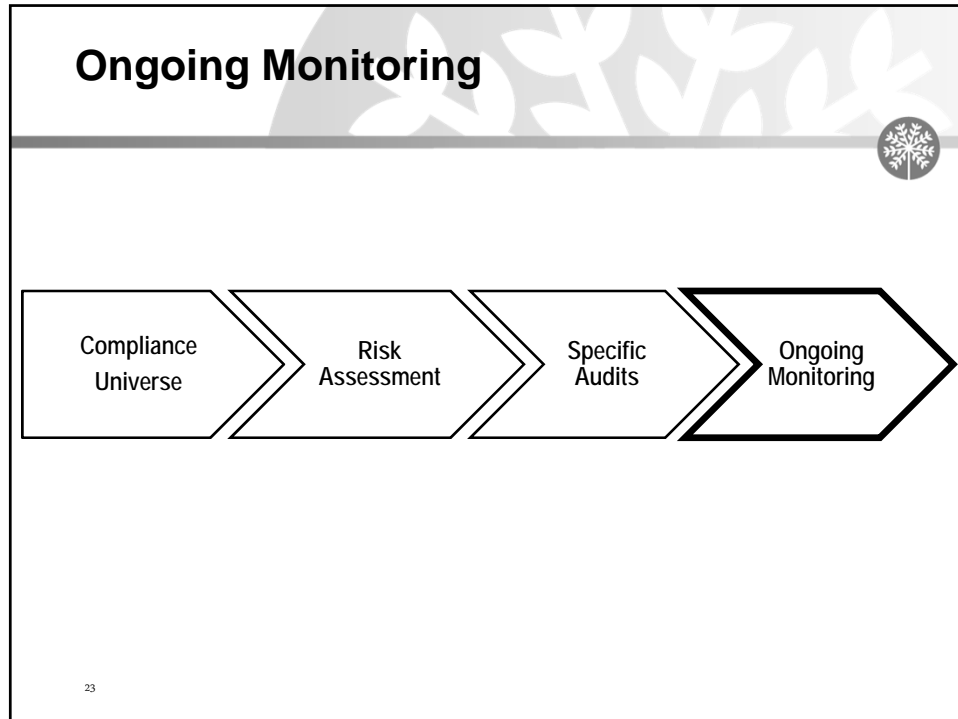 Ongoing Monitoring
Compliance
Universe
Risk
Assessment
Specific
Audits
Ongoing
Monitoring
23